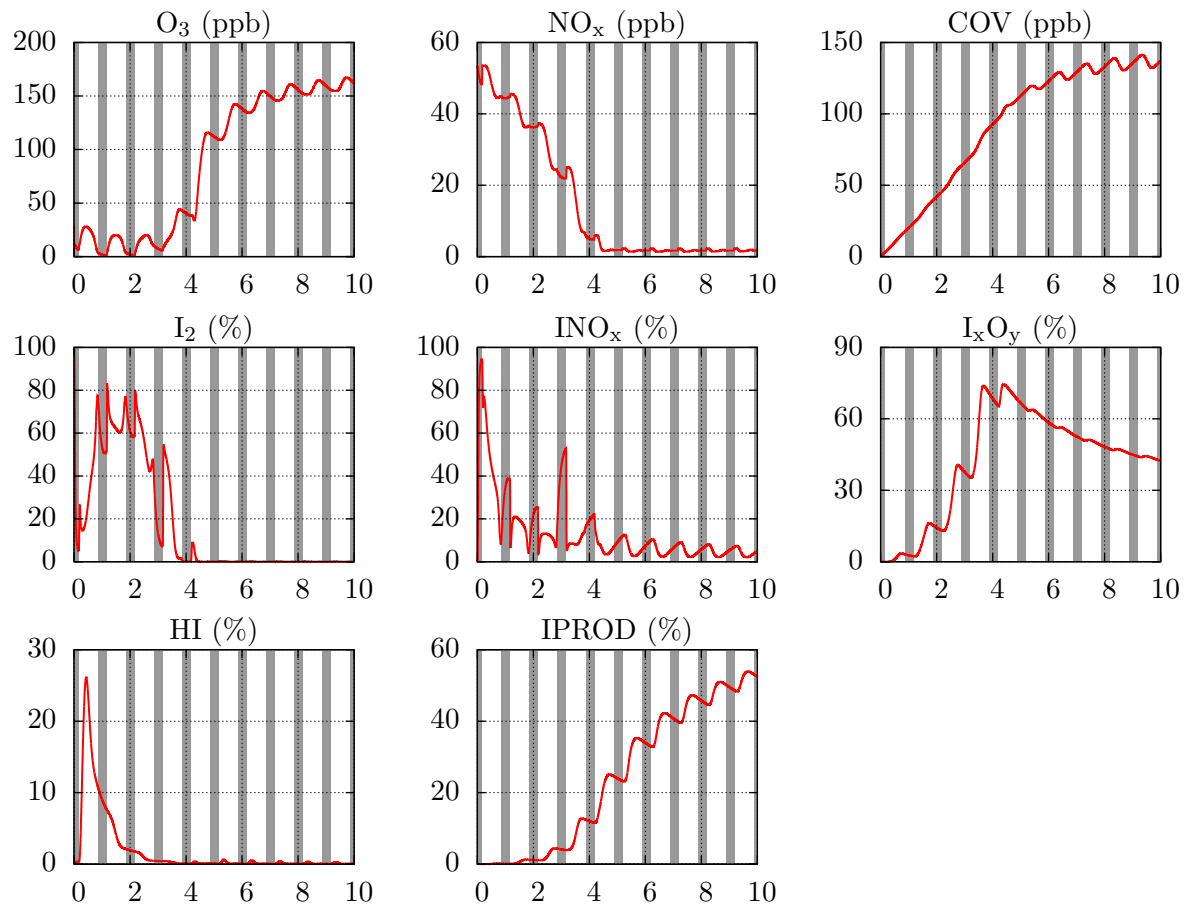 O₃ (ppb) NOₓ (ppb) COV (ppb)
200 60 150
150 40 100
100 20 50
50 0 0
0
0 2 4 6 8 10 0 2 4 6 8 10 0 2 4 6 8 10
I₂ (%) INOₓ (%) IₓOᵧ (%)
100 100 90
80 80 60
60 60 30
40 40 0
20 20
0 0
0 2 4 6 8 10 0 2 4 6 8 10 0 2 4 6 8 10
HI (%) IPROD (%)
30 60
20 40
10 20
0 0
0 2 4 6 8 10 0 2 4 6 8 10